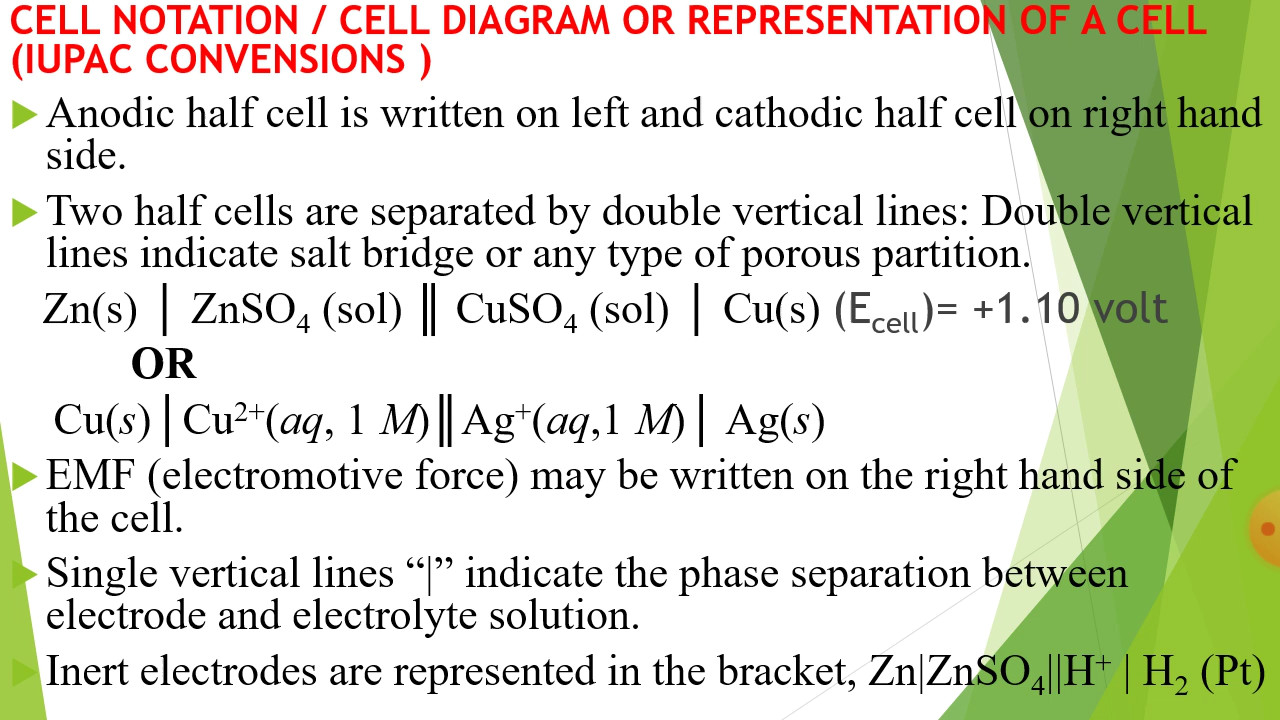 CELL NOTATION / CELL DIAGRAM OR REPRESENTATION OF A CELL
(IUPAC CONVENSIONS )
Anodic half cell is written on left and cathodic half cell on right hand
side.
Two half cells are separated by double vertical lines: Double vertical
lines indicate salt bridge or any type of porous partition.
Zn(s) │ ZnSO₄ (sol) ║ CuSO₄ (sol) │ Cu(s) (E_cell)= +1.10 volt
OR
Cu(s)│Cu²⁺(aq, 1 M)║Ag⁺(aq,1 M)│ Ag(s)
EMF (electromotive force) may be written on the right hand side of
the cell.
Single vertical lines “|” indicate the phase separation between
electrode and electrolyte solution.
Inert electrodes are represented in the bracket, Zn|ZnSO₄||H⁺ | H₂ (Pt)